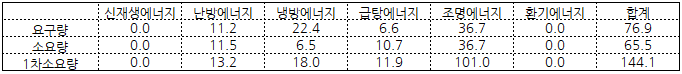 신재생에너지 난방에너지 냉방에너지 급탕에너지 조명에너지 환기에너지 합계
요구량 0.0 11.2 22.4 6.6 36.7 0.0 76.9
소요량 0.0 11.5 6.5 10.7 36.7 0.0 65.5
1차소요량 0.0 13.2 18.0 11.9 101.0 0.0 144.1